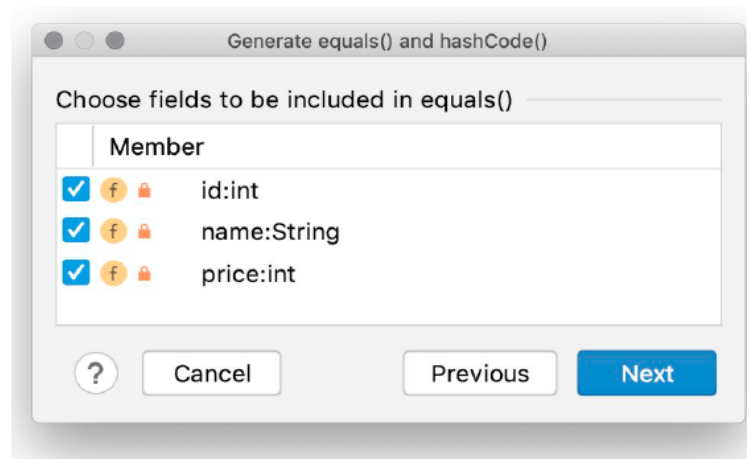 Generate equals() and hashCode()
Choose fields to be included in equals()
Member
f id:int
f name:String
f price:int
? Cancel Previous Next